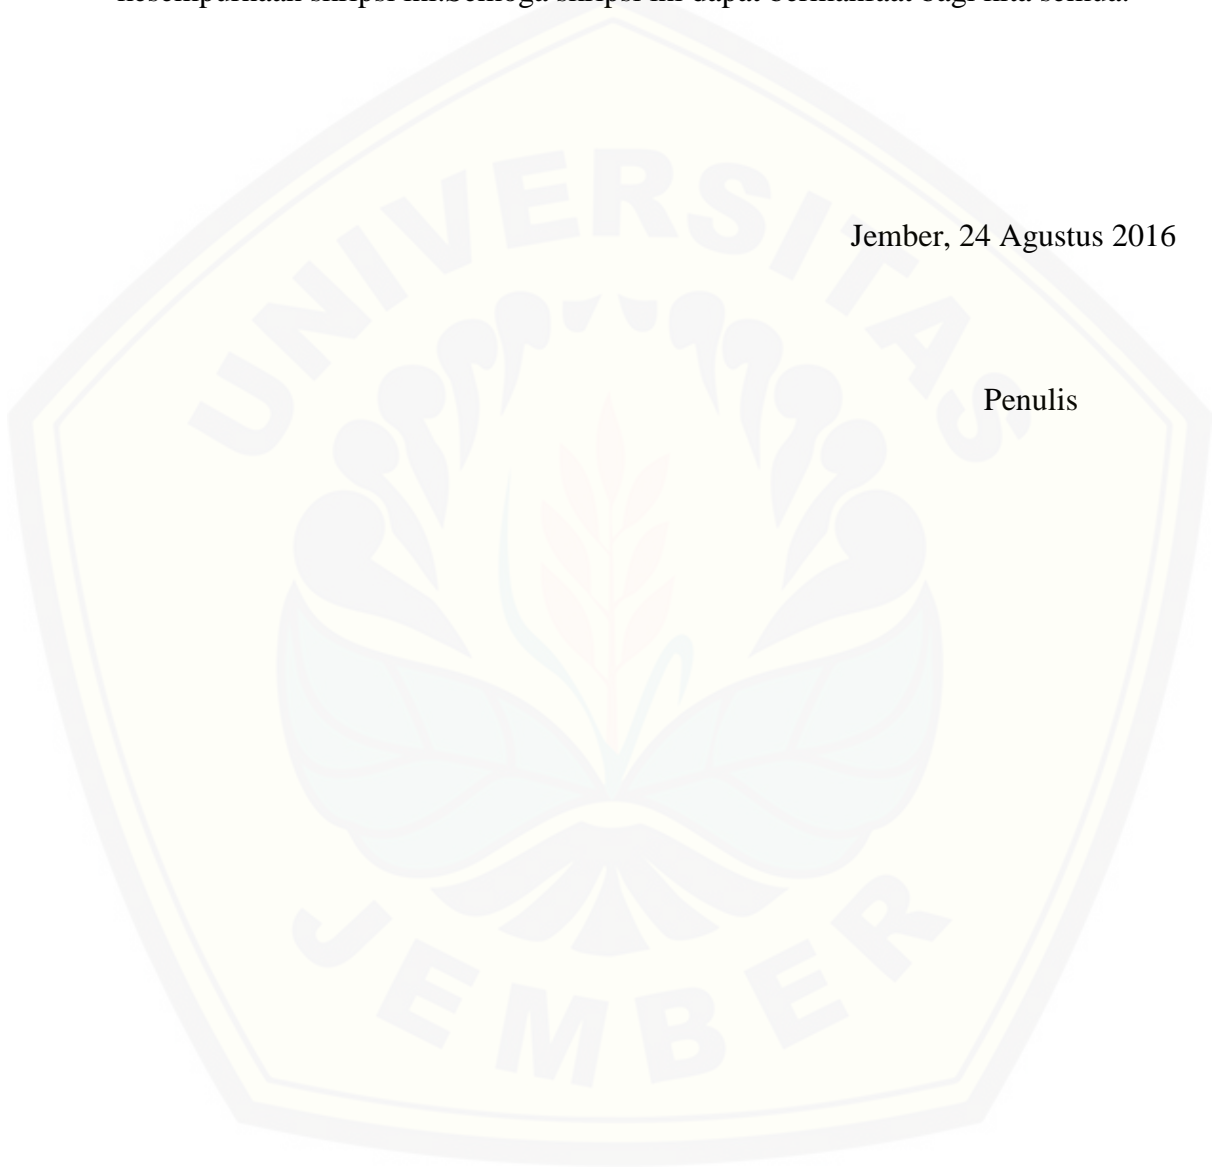 kesempurnaan skripsi ini.Semoga skripsi ini dapat bermanfaat bagi kita semua.
Jember, 24 Agustus 2016
Penulis
UNIVERSITAS
JEMBER